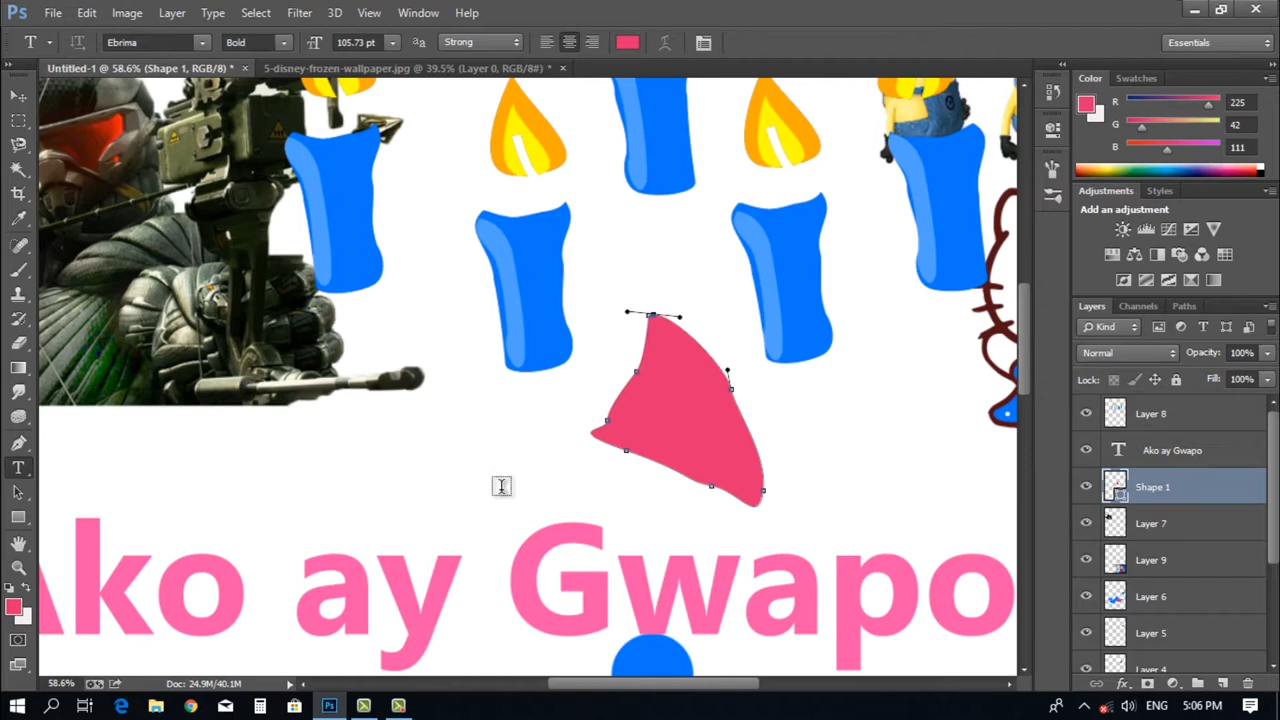 Ps File Edit Image Layer Type Select Filter 3D View Window Help
T Ebrima Bold 105.73 pt aa Strong Essentials
Untitled-1 @ 58.6% (Shape 1, RGB/8) * × 5-disney-frozen-wallpaper.jpg @ 39.5% (Layer 0, RGB/8#) * ×
Color Swatches
R 225
G 42
B 111
Adjustments Styles
Add an adjustment
Layers Channels Paths
Kind
Normal Opacity: 100%
Lock: Fill: 100%
Layer 8
T Ako ay Gwapo
Shape 1
Layer 7
Layer 9
Layer 6
Layer 5
Layer 4
Ako ay Gwapo
58.6% Doc: 24.9M/40.1M
ENG 5:06 PM